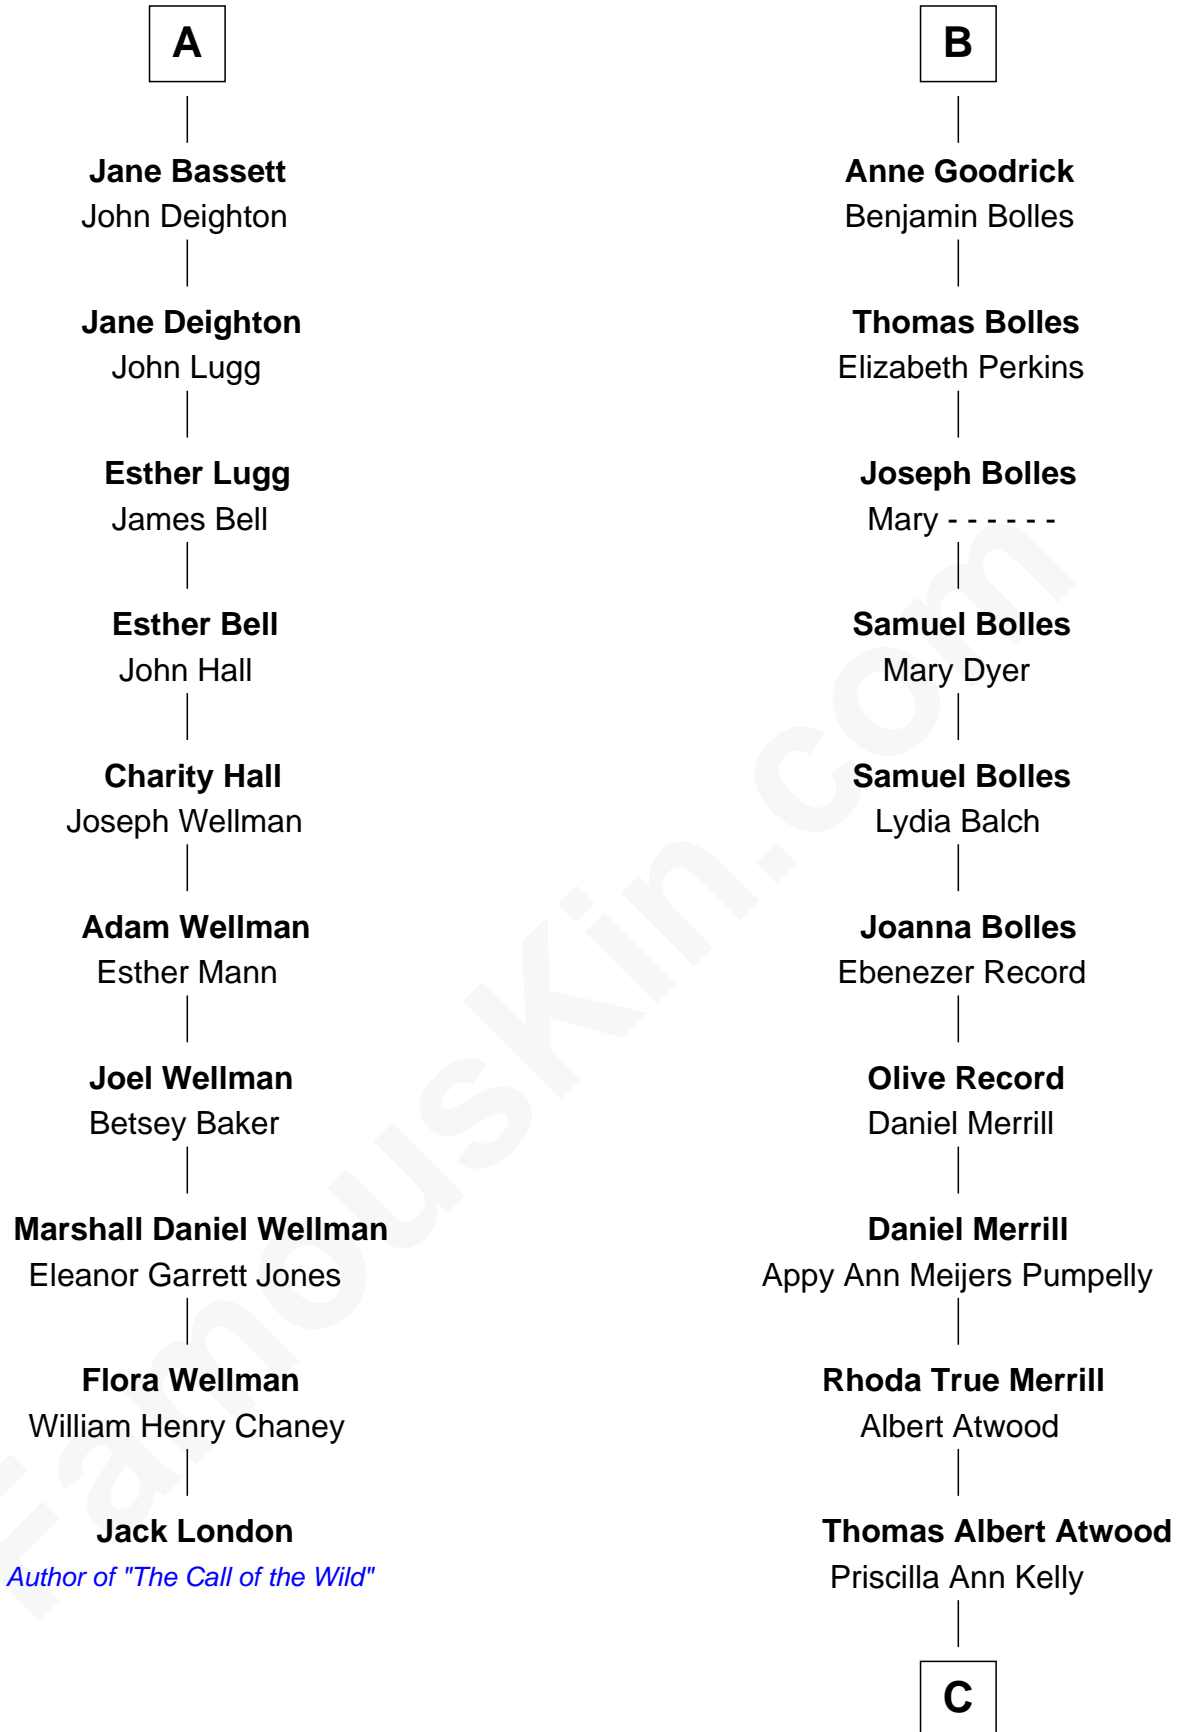 A
Jane Bassett
John Deighton
Jane Deighton
John Lugg
Esther Lugg
James Bell
Esther Bell
John Hall
Charity Hall
Joseph Wellman
Adam Wellman
Esther Mann
Joel Wellman
Betsey Baker
Marshall Daniel Wellman
Eleanor Garrett Jones
Flora Wellman
William Henry Chaney
Jack London
Author of "The Call of the Wild"
B
Anne Goodrick
Benjamin Bolles
Thomas Bolles
Elizabeth Perkins
Joseph Bolles
Mary - - - - - -
Samuel Bolles
Mary Dyer
Samuel Bolles
Lydia Balch
Joanna Bolles
Ebenezer Record
Olive Record
Daniel Merrill
Daniel Merrill
Appy Ann Meijers Pumpelly
Rhoda True Merrill
Albert Atwood
Thomas Albert Atwood
Priscilla Ann Kelly
C
FamousKin.com